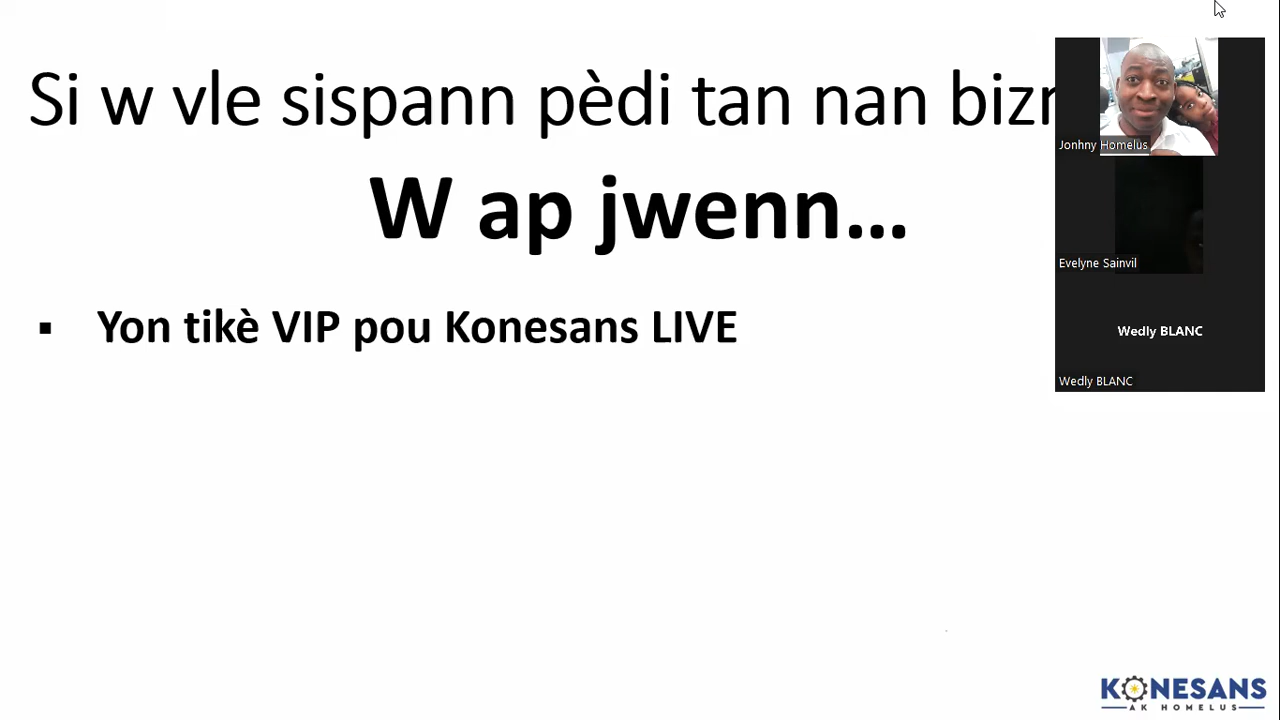 Si w vle sispann pèdi tan nan
W ap jwenn…
▪ Yon tikè VIP pou Konesans LIVE
Jonhny Homelus
Evelyne Sainvil
Wedly BLANC
Wedly BLANC
KONESANS
AK HOMELUS